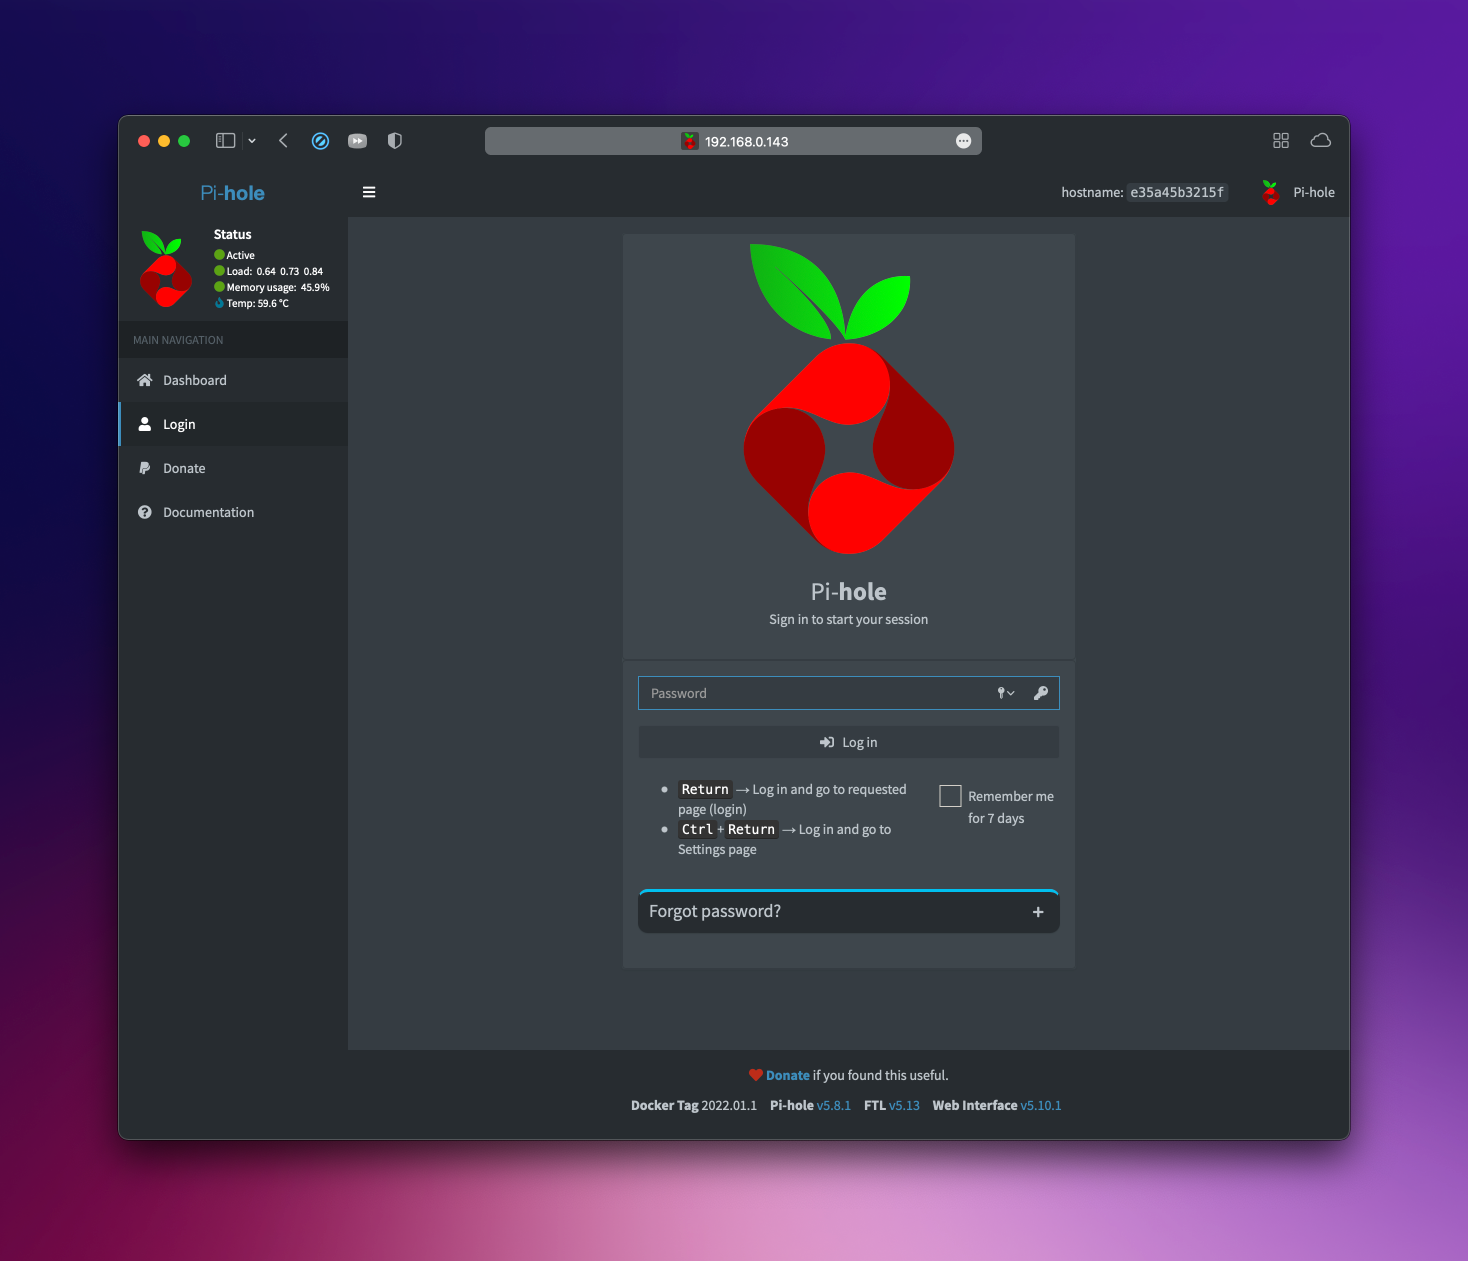 192.168.0.143
Pi-hole
hostname: e35a45b3215f
Pi-hole
Status
Active
Load: 0.64 0.73 0.84
Memory usage: 45.9%
Temp: 59.6 °C
MAIN NAVIGATION
Dashboard
Login
Donate
Documentation
Pi-hole
Sign in to start your session
Password
Log in
Return → Log in and go to requested
page (login)
Ctrl + Return → Log in and go to
Settings page
Remember me
for 7 days
Forgot password?
Donate if you found this useful.
Docker Tag 2022.01.1 Pi-hole v5.8.1 FTL v5.13 Web Interface v5.10.1